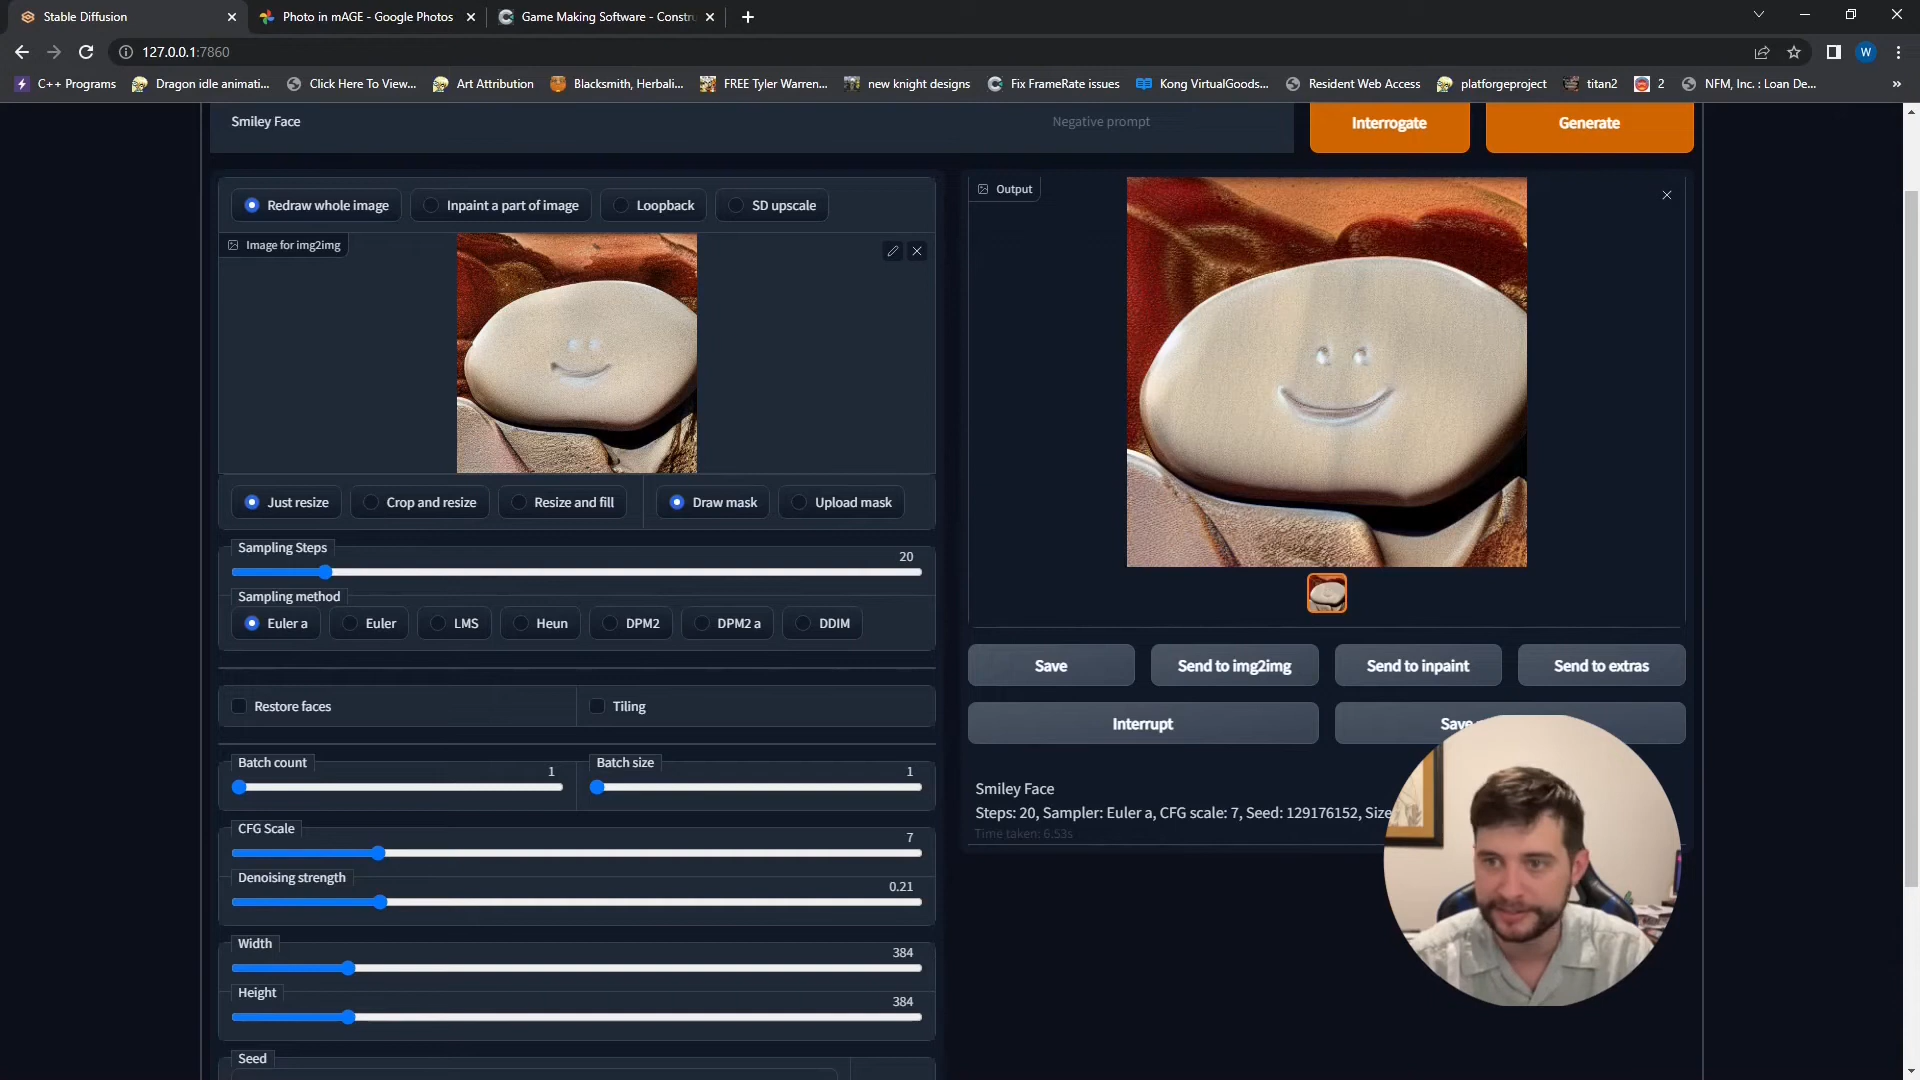 Stable Diffusion
Photo in mAGE - Google Photos
Game Making Software - Constr
127.0.0.1:7860
W
C++ Programs
Dragon idle animati...
Click Here To View...
Art Attribution
Blacksmith, Herbali...
FREE Tyler Warren...
new knight designs
Fix FrameRate issues
Kong VirtualGoods...
Resident Web Access
platforgeproject
titan2
2
NFM, Inc. : Loan De...
Smiley Face
Negative prompt
Interrogate
Generate
Redraw whole image
Inpaint a part of image
Loopback
SD upscale
Image for img2img
Output
Just resize
Crop and resize
Resize and fill
Draw mask
Upload mask
Sampling Steps
20
Sampling method
Euler a
Euler
LMS
Heun
DPM2
DPM2 a
DDIM
Restore faces
Tiling
Batch count
1
Batch size
1
CFG Scale
7
Denoising strength
0.21
Width
384
Height
384
Seed
Save
Send to img2img
Send to inpaint
Send to extras
Interrupt
Save
Smiley Face
Steps: 20, Sampler: Euler a, CFG scale: 7, Seed: 129176152, Size
Time taken: 6.53s